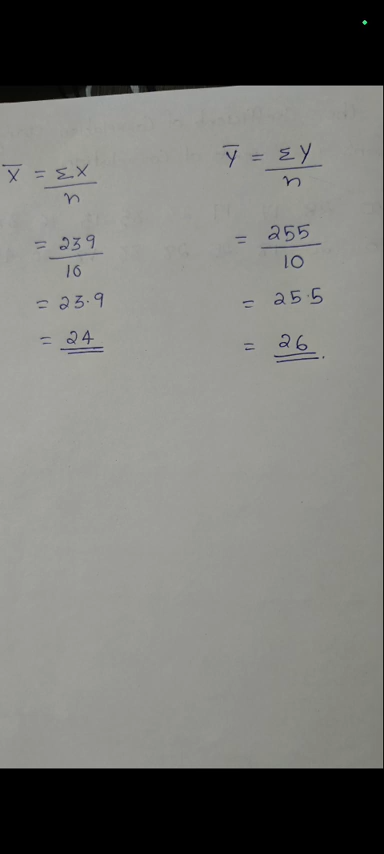 X̄ = ΣX / n
= 239 / 10
= 23.9
= 24
Ȳ = ΣY / n
= 255 / 10
= 25.5
= 26.